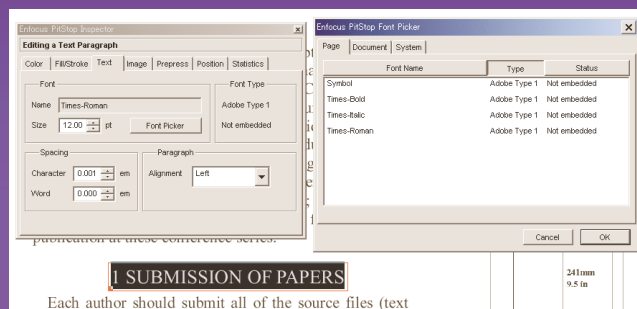 Enfocus PitStop Inspector
Editing a Text Paragraph
Color Fill/Stroke Text Image Prepress Position Statistics
Font
Name Times-Roman
Size 12.00 pt Font Picker
Font Type
Adobe Type 1
Not embedded
Spacing
Character 0.001 em
Word 0.000 em
Paragraph
Alignment Left
Enfocus PitStop Font Picker
Page Document System
Font Name Type Status
Symbol Adobe Type 1 Not embedded
Times-Bold Adobe Type 1 Not embedded
Times-Italic Adobe Type 1 Not embedded
Times-Roman Adobe Type 1 Not embedded
Cancel OK
publication at these conference series.
1 SUBMISSION OF PAPERS
Each author should submit all of the source files (text
241mm
9.5 in